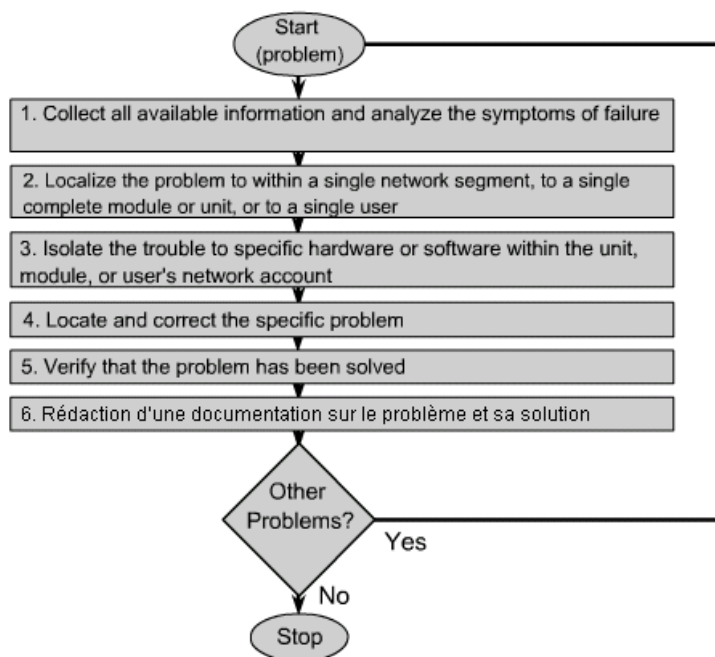 Start
(problem)
1. Collect all available information and analyze the symptoms of failure
2. Localize the problem to within a single network segment, to a single
complete module or unit, or to a single user
3. Isolate the trouble to specific hardware or software within the unit,
module, or user's network account
4. Locate and correct the specific problem
5. Verify that the problem has been solved
6. Rédaction d'une documentation sur le problème et sa solution
Other
Problems?
Yes
No
Stop